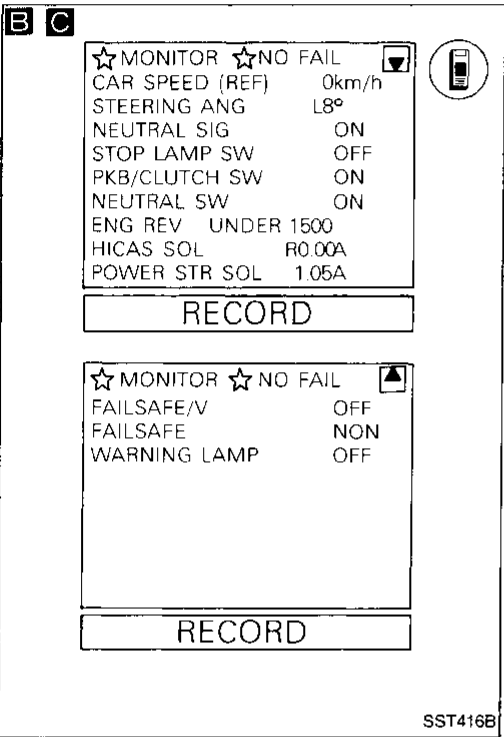 B C
☆MONITOR ☆NO FAIL ▼
CAR SPEED (REF) 0km/h
STEERING ANG L8º
NEUTRAL SIG ON
STOP LAMP SW OFF
PKB/CLUTCH SW ON
NEUTRAL SW ON
ENG REV UNDER 1500
HICAS SOL R0.00A
POWER STR SOL 1.05A
RECORD
☆MONITOR ☆NO FAIL ▲
FAILSAFE/V OFF
FAILSAFE NON
WARNING LAMP OFF
RECORD
SST416B